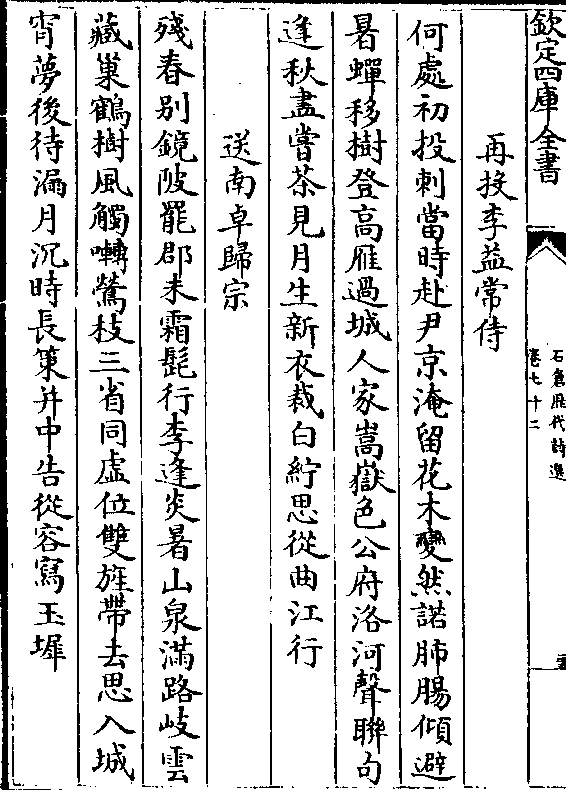 欽定四庫全書
石倉歷代詩選
卷七十二
再投李益常侍
何處初投刺當時赴尹京淹留花木變然諾肺腸傾避
暑蟬移樹登高雁過城人家嵩嶽色公府洛河聲聯句
逢秋盡嘗茶見月生新衣裁白紵思從曲江行
送南卓歸宗
殘春别鏡陂罷郡未霜髭行李逢炎暑山泉滿路岐雲
藏巢鶴樹風觸囀鶯枝三省同虛位雙旌帶去思入城
宵夢後待漏月沉時長策并中告從容寫玉墀